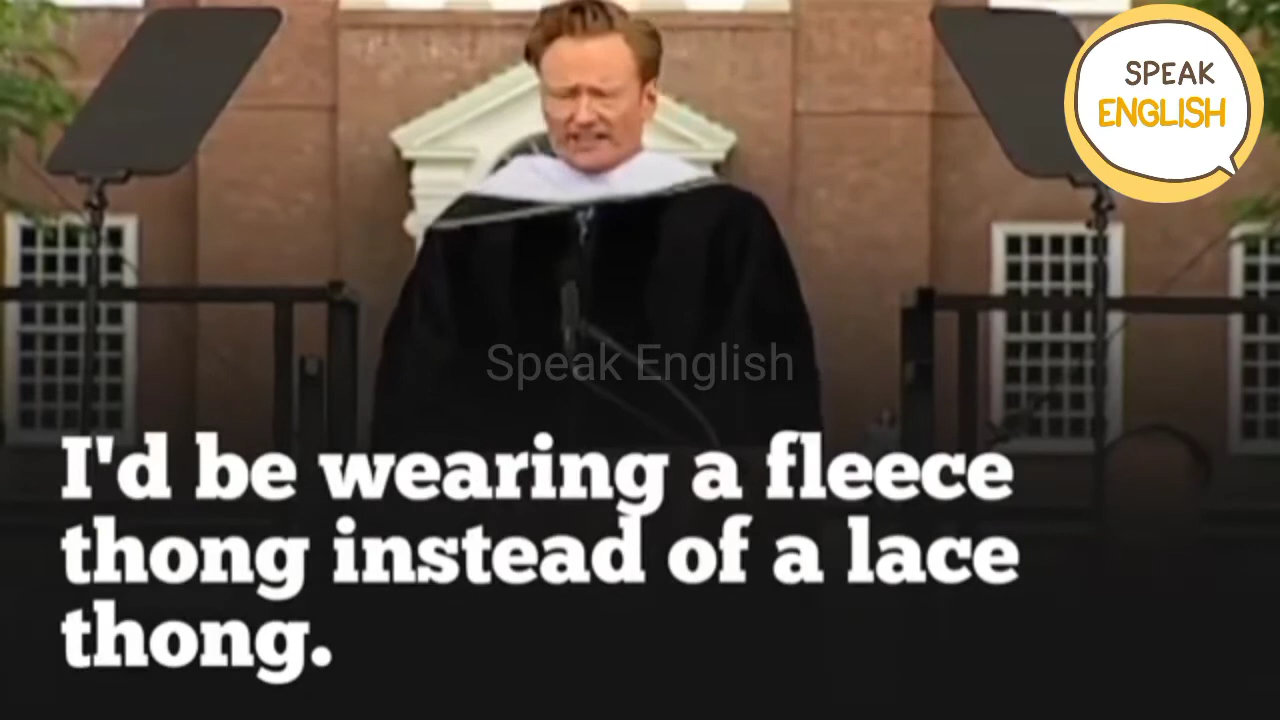 SPEAK
ENGLISH
Speak English
I'd be wearing a fleece
thong instead of a lace
thong.